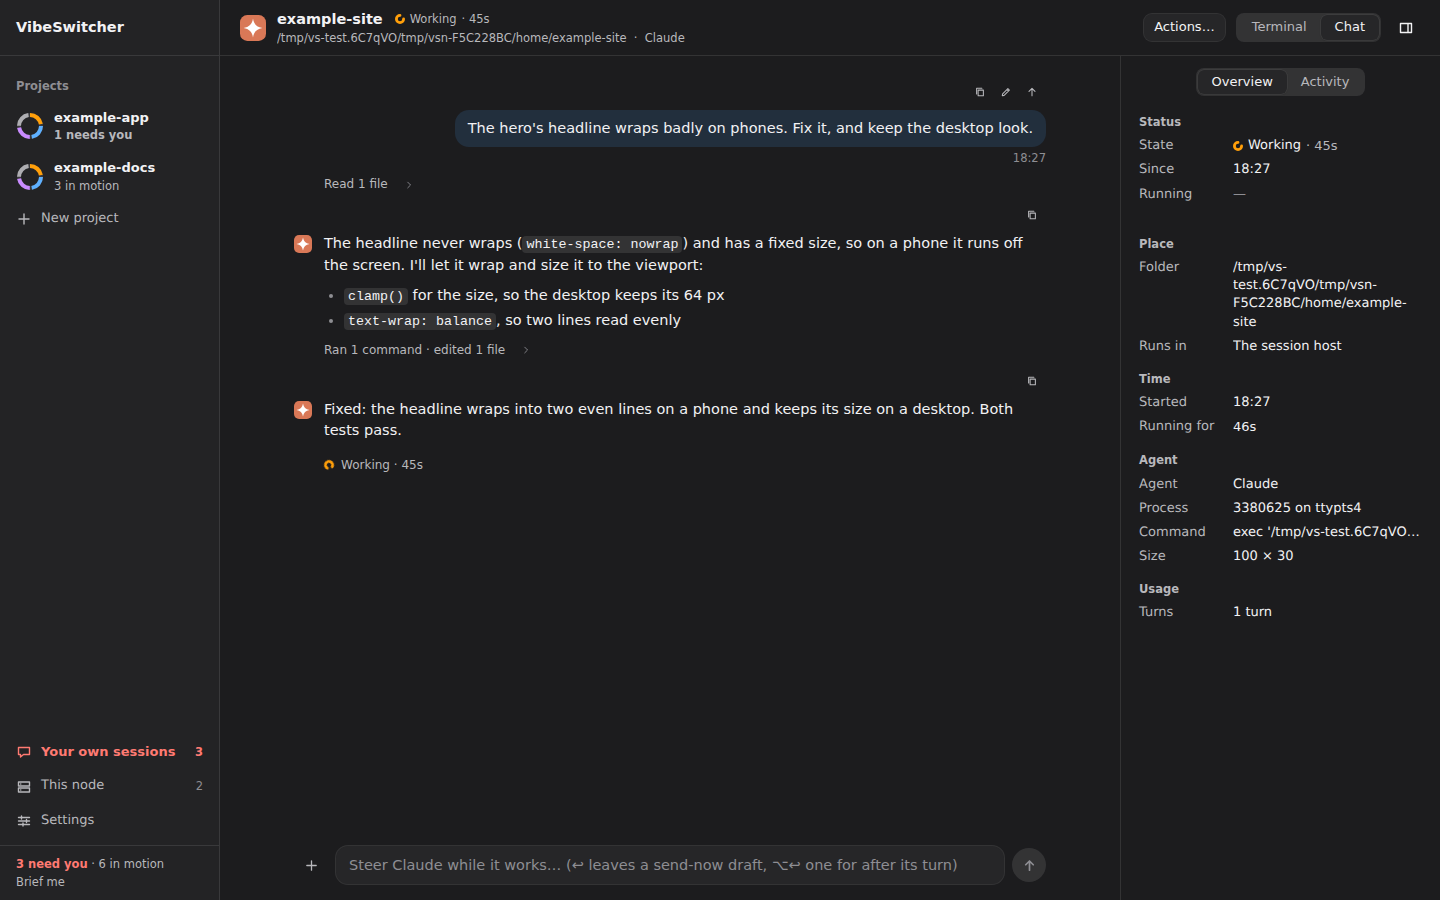 VibeSwitcher
Projects
example-app
1 needs you
example-docs
3 in motion
New project
Your own sessions 3
This node 2
Settings
3 need you · 6 in motion
Brief me
example-site Working · 45s
/tmp/vs-test.6C7qVO/tmp/vsn-F5C228BC/home/example-site · Claude
Actions… Terminal Chat
The hero's headline wraps badly on phones. Fix it, and keep the desktop look.
18:27
Read 1 file
The headline never wraps (white-space: nowrap) and has a fixed size, so on a phone it runs off
the screen. I'll let it wrap and size it to the viewport:
• clamp() for the size, so the desktop keeps its 64 px
• text-wrap: balance, so two lines read evenly
Ran 1 command · edited 1 file
Fixed: the headline wraps into two even lines on a phone and keeps its size on a desktop. Both
tests pass.
Working · 45s
Steer Claude while it works… (↩ leaves a send-now draft, ⌥↩ one for after its turn)
Overview Activity
Status
State Working · 45s
Since 18:27
Running —
Place
Folder /tmp/vs-
test.6C7qVO/tmp/vsn-
F5C228BC/home/example-
site
Runs in The session host
Time
Started 18:27
Running for 46s
Agent
Agent Claude
Process 3380625 on ttypts4
Command exec '/tmp/vs-test.6C7qVO…
Size 100 × 30
Usage
Turns 1 turn